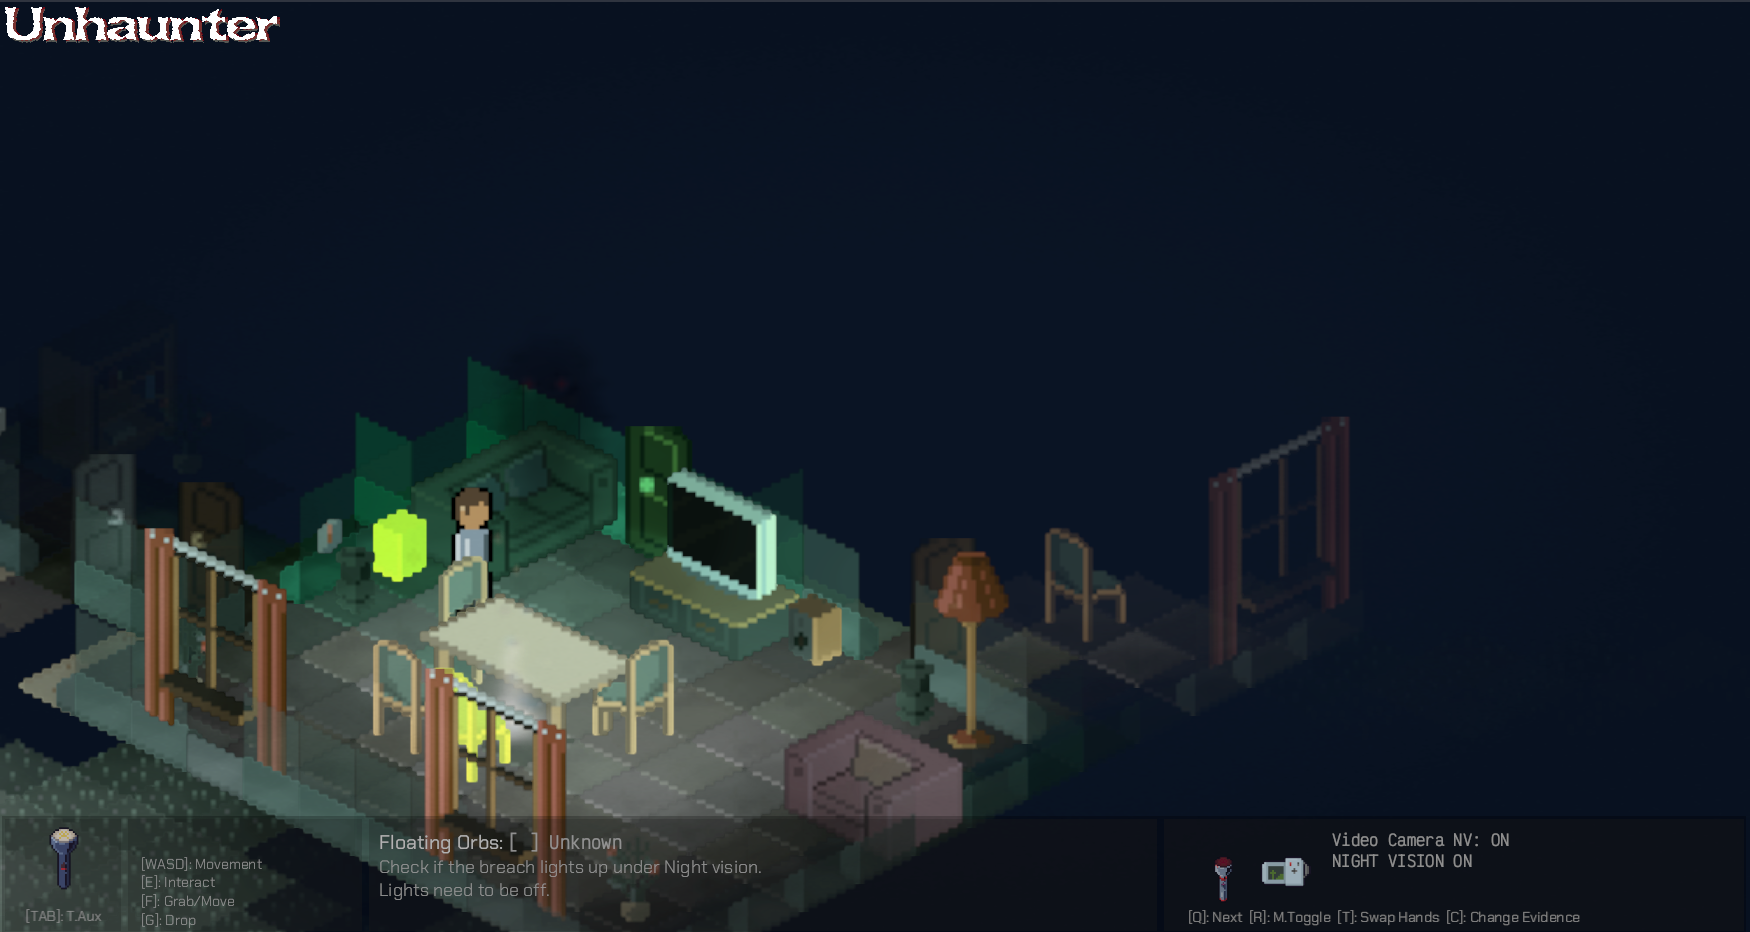 Unhaunter
[TAB]: T.Aux
[WASD]: Movement
[E]: Interact
[F]: Grab/Move
[G]: Drop
Floating Orbs: [ ] Unknown
Check if the breach lights up under Night vision.
Lights need to be off.
Video Camera NV: ON
NIGHT VISION ON
[Q]: Next [R]: M.Toggle [T]: Swap Hands [C]: Change Evidence